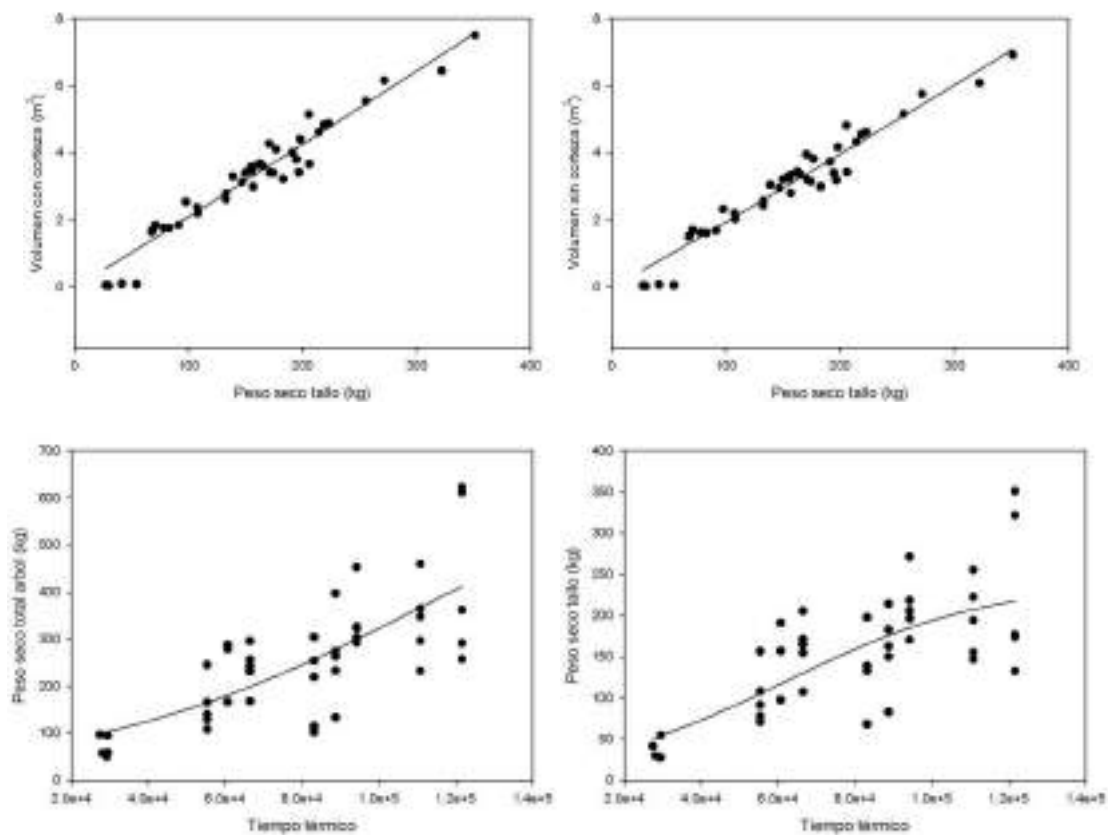 8
6
4
2
0
0 100 200 300 400
Volumen con corteza (m³)
Peso seco tallo (kg)
8
6
4
2
0
0 100 200 300 400
Volumen sin corteza (m³)
Peso seco tallo (kg)
700
600
500
400
300
200
100
0
2.0e+4 4.0e+4 6.0e+4 8.0e+4 1.0e+5 1.2e+5 1.4e+5
Peso seco total arbol (kg)
Tiempo térmico
400
350
300
250
200
150
100
50
0
2.0e+4 4.0e+4 6.0e+4 8.0e+4 1.0e+5 1.2e+5 1.4e+5
Peso seco tallo (kg)
Tiempo térmico